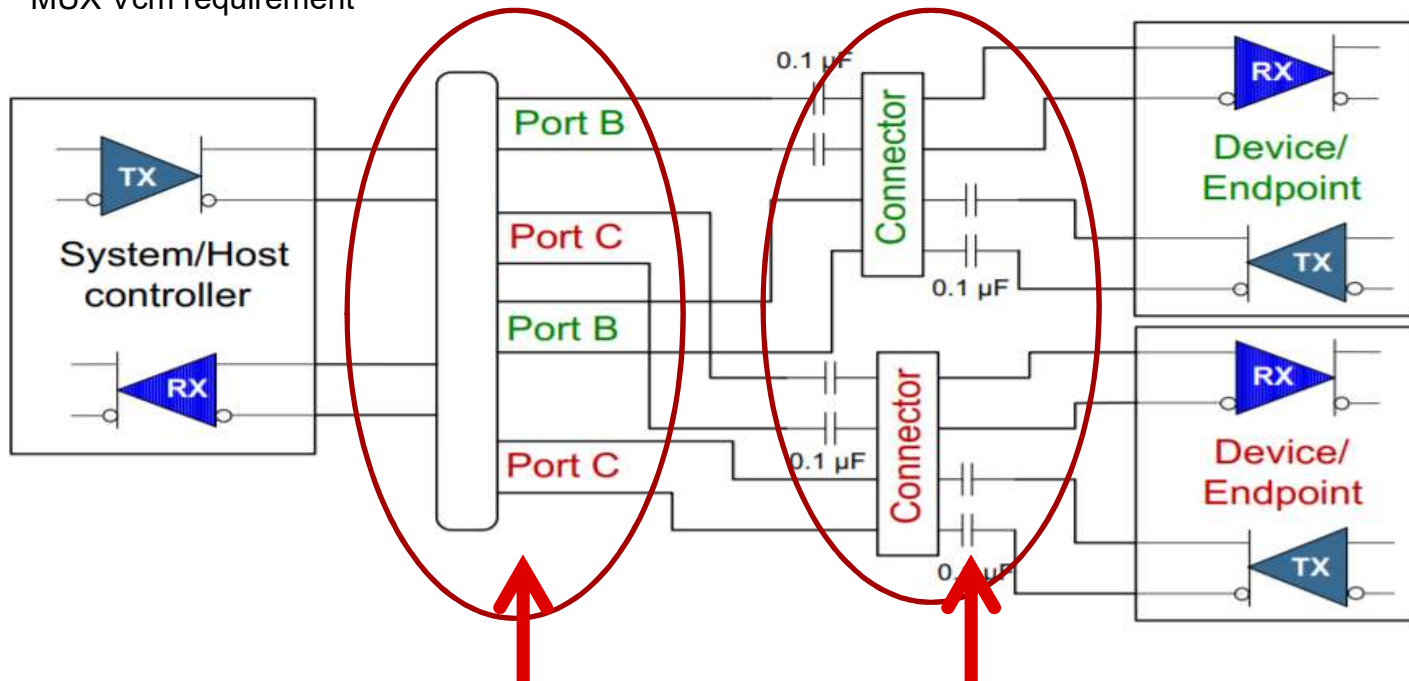 MUX Vcm requirement
0.1 µF
Port B
TX
System/Host
controller
RX
Port C
Port B
Port C
Connector
0.1 µF
RX
Device/
Endpoint
TX
0.1 µF
Connector
RX
Device/
Endpoint
TX